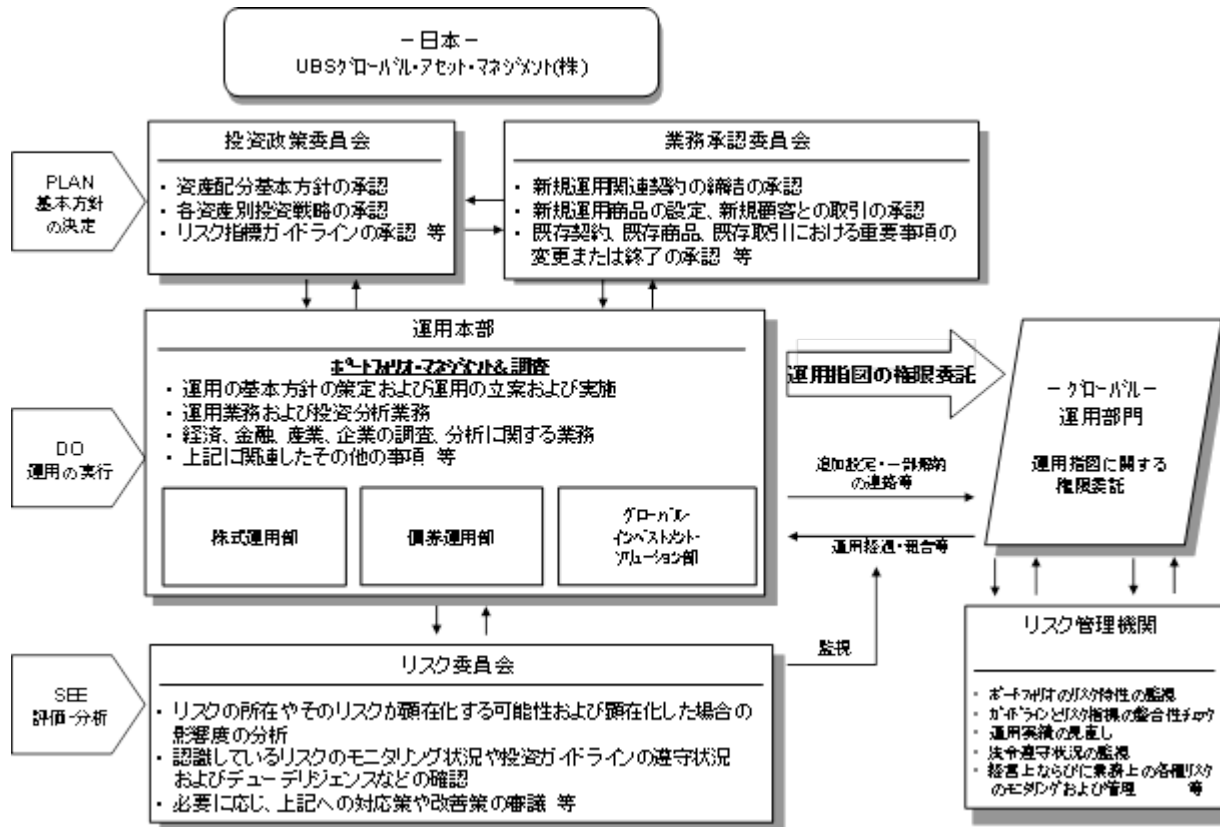 －日本－
UBSｸﾞﾛｰﾊﾞﾙ・アセット・マネジメント(株)
PLAN
基本方針
の決定
投資政策委員会
・ 資産配分基本方針の承認
・ 各資産別投資戦略の承認
・ リスク指標ガイドラインの承認 等
業務承認委員会
・ 新規運用関連契約の締結の承認
・ 新規運用商品の設定、新規顧客との取引の承認
・ 既存契約、既存商品、既存取引における重要事項の
変更または終了の承認 等
DO
運用の実行
運用本部
ﾎﾟｰﾄﾌｫﾘｵ・ﾏﾈｼﾞﾒﾝﾄ＆調査
・ 運用の基本方針の策定および運用の立案および実施
・ 運用業務および投資分析業務
・ 経済、金融、産業、企業の調査、分析に関する業務
・ 上記に関連したその他の事項 等
株式運用部
債券運用部
ｸﾞﾛｰﾊﾞﾙ・
ｲﾝﾍﾞｽﾄﾒﾝﾄ・
ｿﾘｭｰｼｮﾝ部
運用指図の権限委託
追加設定・一部解約
の連絡等
運用経過・報告等
監視
－ｸﾞﾛｰﾊﾞﾙ－
運用部門
運用指図に関する
権限委託
SEE
評価・分析
リスク委員会
・ リスクの所在やそのリスクが顕在化する可能性および顕在化した場合の
影響度の分析
・ 認識しているリスクのモニタリング状況や投資ガイドラインの遵守状況
およびデューデリジェンスなどの確認
・ 必要に応じ、上記への対応策や改善策の審議 等
リスク管理機関
・ ﾎﾟｰﾄﾌｫﾘｵのﾘｽｸ特性の監視
・ ｶﾞｲﾄﾞﾗｲﾝとﾘｽｸ指標の整合性ﾁｪｯｸ
・ 運用実績の見直し
・ 法令遵守状況の監視
・ 経営上ならびに業務上の各種ﾘｽｸ
のﾓﾆﾀﾘﾝｸﾞおよび管理 等